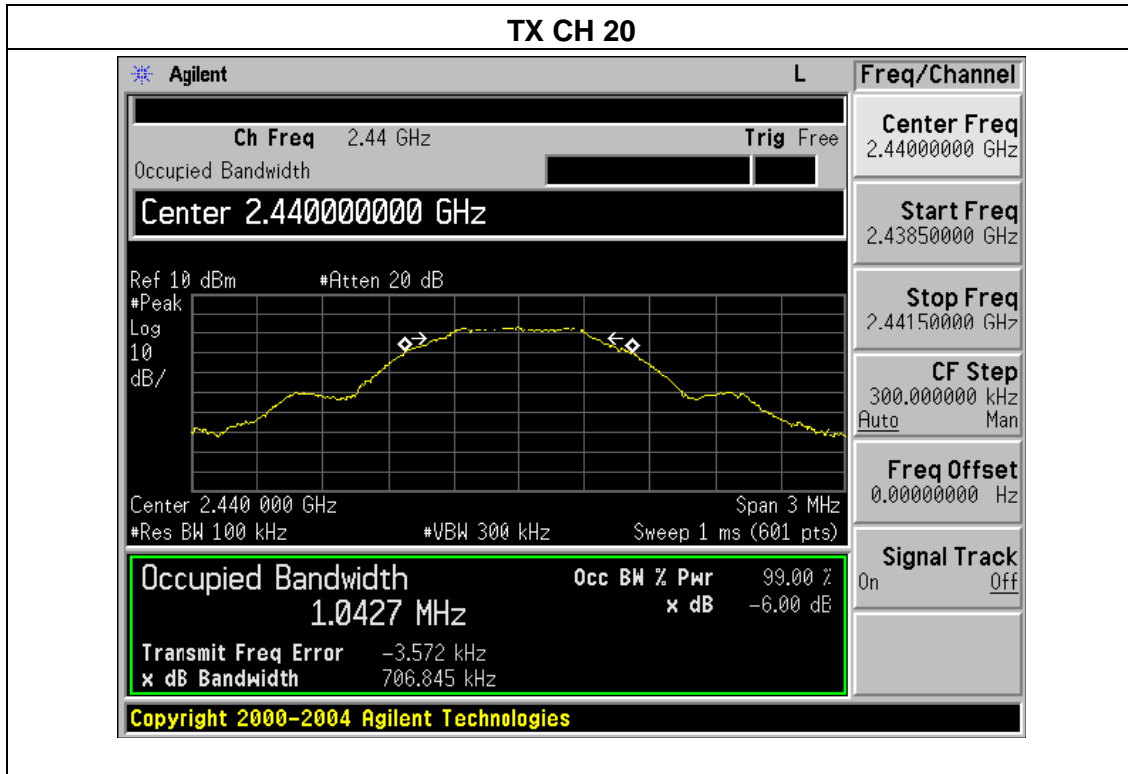 TX CH 20
Agilent L Freq/Channel
Ch Freq 2.44 GHz Trig Free
Occupied Bandwidth
Center 2.440000000 GHz
Ref 10 dBm #Atten 20 dB
#Peak
Log
10
dB/
Center 2.440 000 GHz Span 3 MHz
#Res BW 100 kHz #VBW 300 kHz Sweep 1 ms (601 pts)
Occupied Bandwidth Occ BW % Pwr 99.00 %
1.0427 MHz x dB -6.00 dB
Transmit Freq Error -3.572 kHz
x dB Bandwidth 706.845 kHz
Copyright 2000-2004 Agilent Technologies
Center Freq
2.44000000 GHz
Start Freq
2.43850000 GHz
Stop Freq
2.44150000 GHz
CF Step
300.000000 kHz
Auto Man
Freq Offset
0.00000000 Hz
Signal Track
On Off